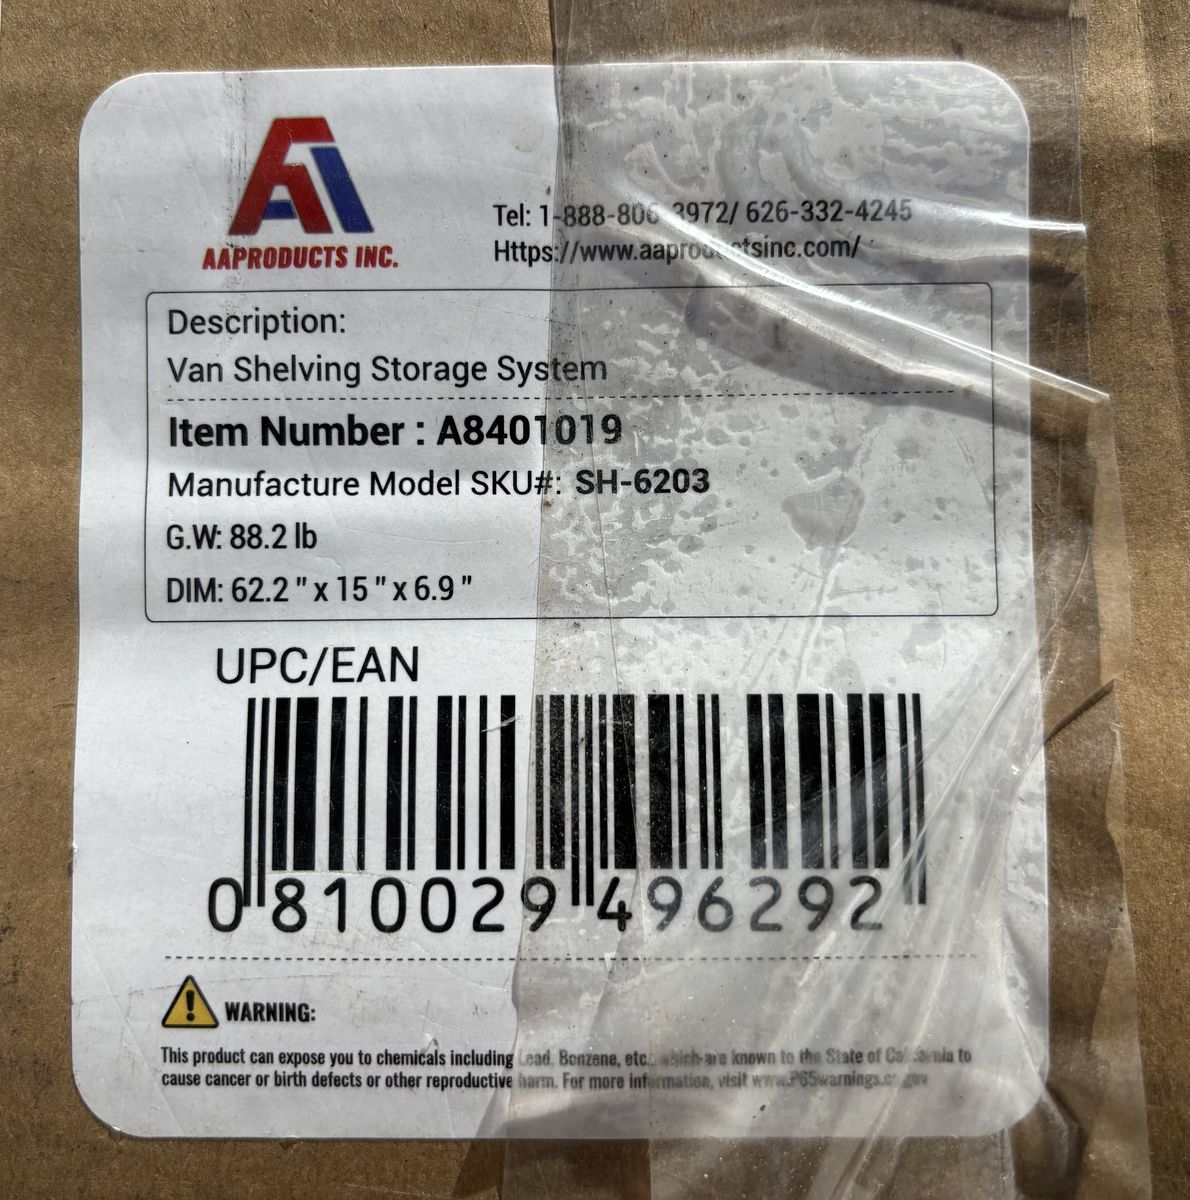 AAPRODUCTS INC.
Tel: 1-888-806-3972/ 626-332-4245
Https://www.aaproductsinc.com/
Description:
Van Shelving Storage System
Item Number : A8401019
Manufacture Model SKU#: SH-6203
G.W: 88.2 lb
DIM: 62.2 " x 15 " x 6.9 "
UPC/EAN
0 810029 496292
WARNING:
This product can expose you to chemicals including Lead, Benzene, etc. which are known to the State of California to
cause cancer or birth defects or other reproductive harm. For more information, visit www.P65warnings.ca.gov